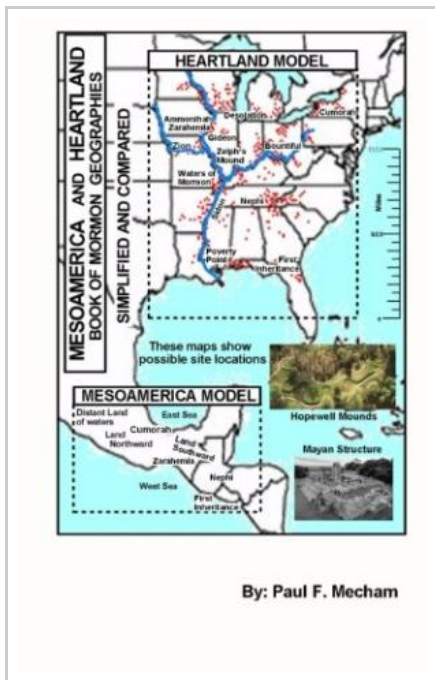 MESOAMERICA AND HEARTLAND
BOOK OF MORMON GEOGRAPHIES
SIMPLIFIED AND COMPARED
HEARTLAND MODEL
Desolation
Cumorah
Ammonihah
Zarahemla
Gideon
Zion
Zelph's
Mound
Bountiful
Waters of
Mormon
Sidon
Nephi
Poverty
Point
First
Inheritance
Miles
These maps show
possible site locations
Hopewell Mounds
MESOAMERICA MODEL
Distant Land
of waters
East Sea
Cumorah
Land
Northward
Land
Southward
Zarahemla
Nephi
West Sea
First
Inheritance
Mayan Structure
By: Paul F. Mecham